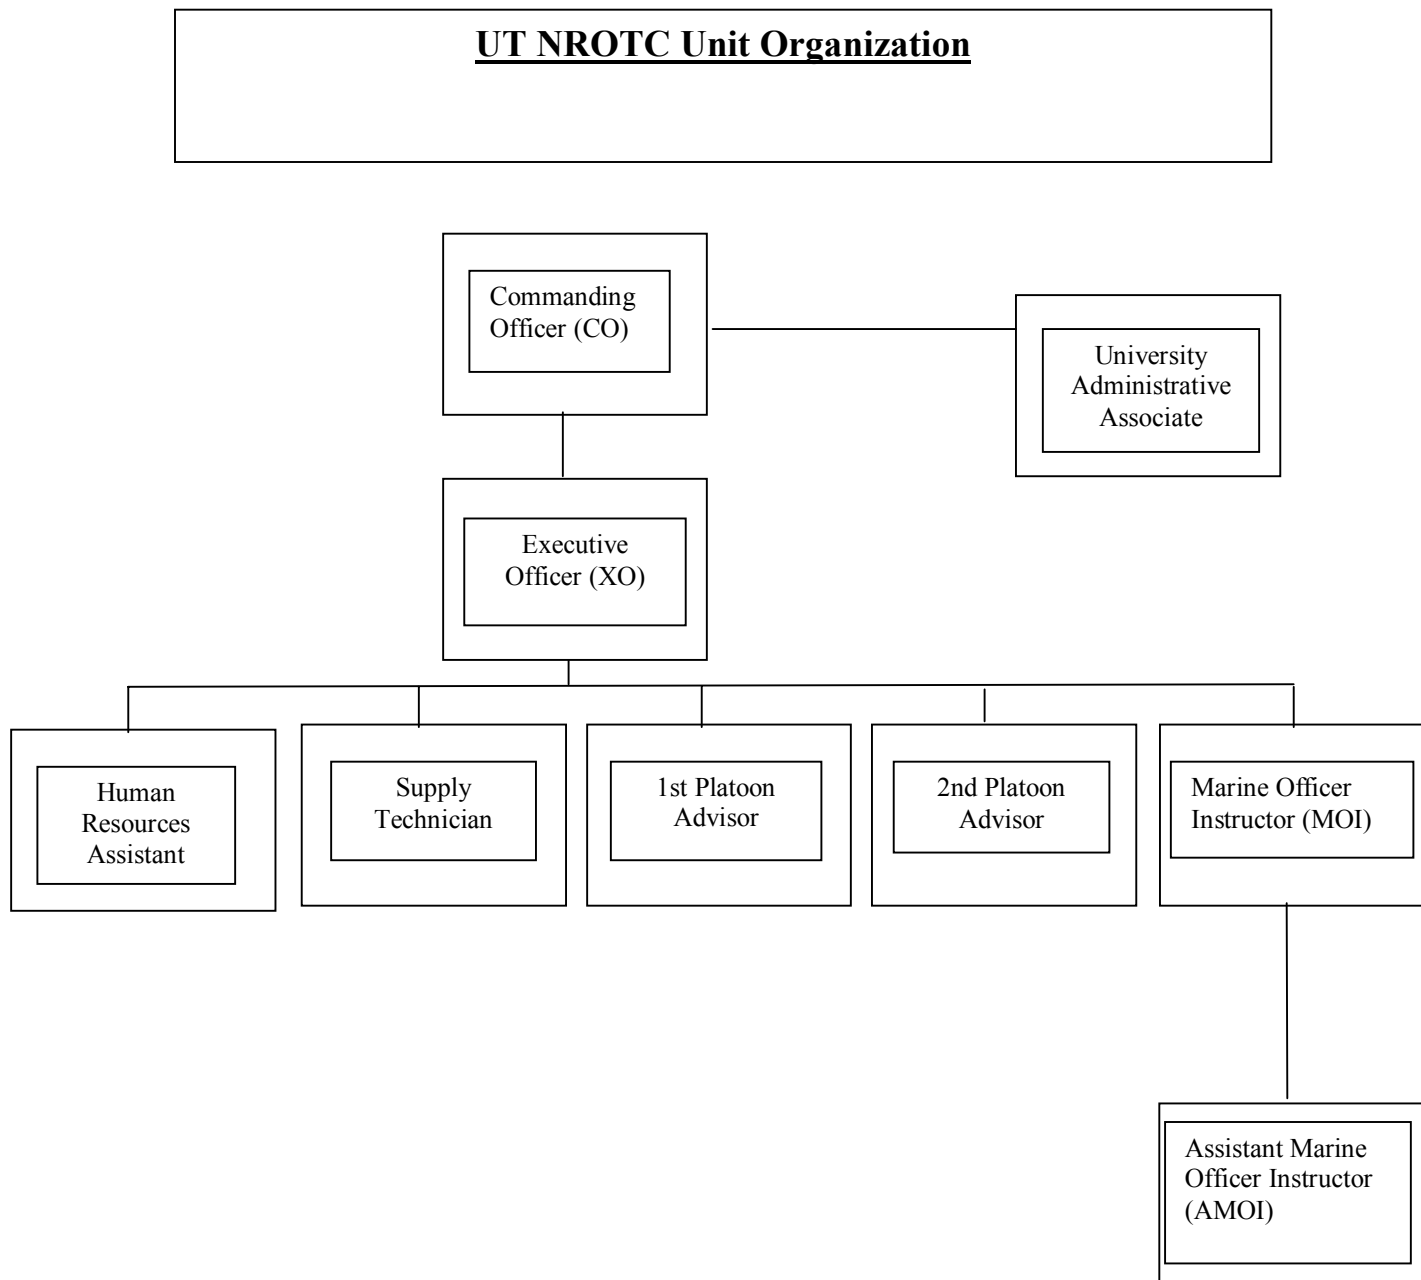 UT NROTC Unit Organization
Commanding
Officer (CO)
University
Administrative
Associate
Executive
Officer (XO)
Human
Resources
Assistant
Supply
Technician
1st Platoon
Advisor
2nd Platoon
Advisor
Marine Officer
Instructor (MOI)
Assistant Marine
Officer Instructor
(AMOI)